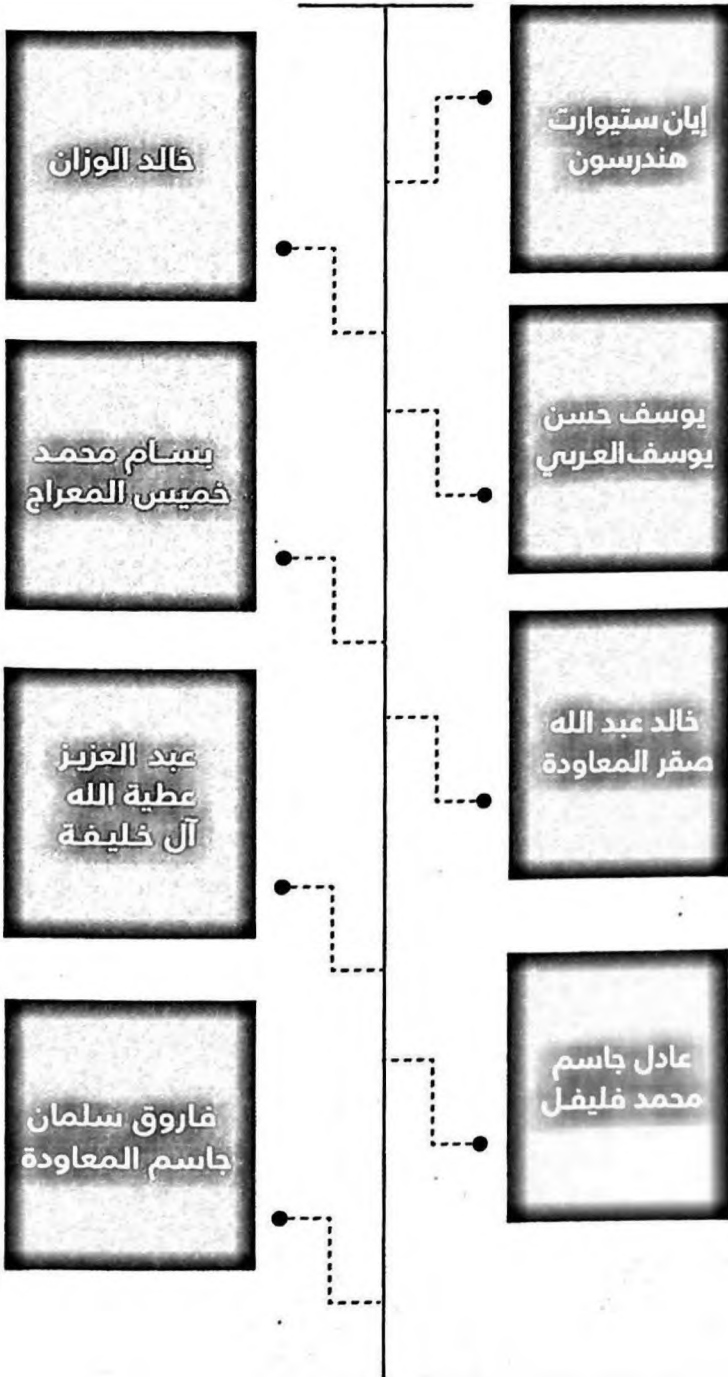 إيان ستيوارت
هندرسون
خالد الوزان
يوسف حسن
يوسف العربي
بسام محمد
خميس المعراج
خالد عبد الله
صقر المعاودة
عبد العزيز
عطية الله
آل خليفة
عادل جاسم
محمد فليفل
فاروق سلمان
جاسم المعاودة